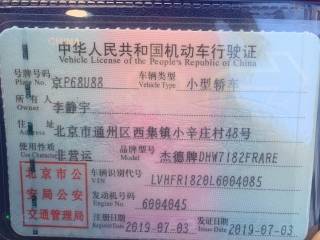 中华人民共和国机动车行驶证
Vehicle License of the People's Republic of China
号牌号码 京P68U88 车辆类型 小型轿车
Plate No. Vehicle Type
所有人 李静宇
Owner
住址 北京市通州区西集镇小辛庄村48号
Address
使用性质 非营运 品牌型号 杰德牌DHW7182FRARE
Use Character Model
北京市公安局公安交通管理局
车辆识别代号 LVHFR1820L6004085
VIN
发动机号码 6004045
Engine No.
注册日期 2019-07-03 发证日期 2019-07-03
Register Date Issue Date